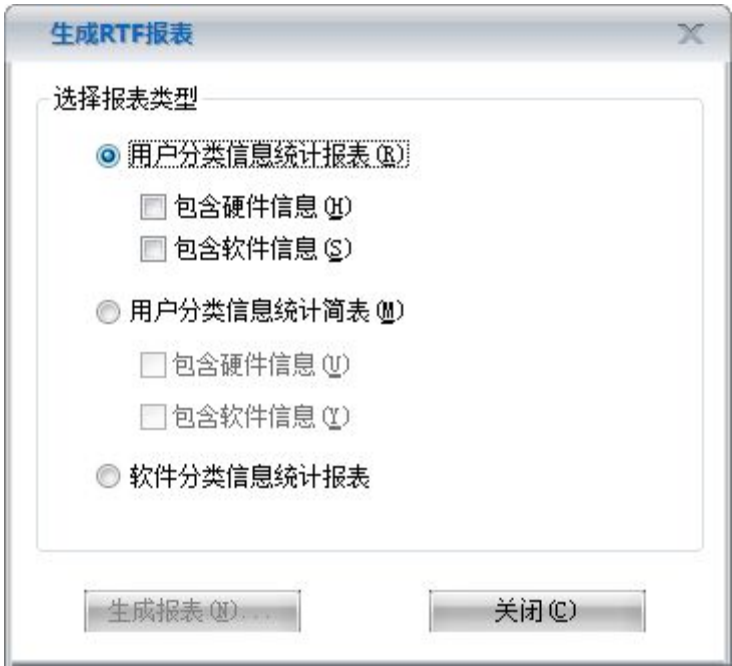 生成RTF报表
选择报表类型
用户分类信息统计报表(R)
包含硬件信息(H)
包含软件信息(S)
用户分类信息统计简表(M)
包含硬件信息(U)
包含软件信息(Y)
软件分类信息统计报表
生成报表(N)... 关闭(C)